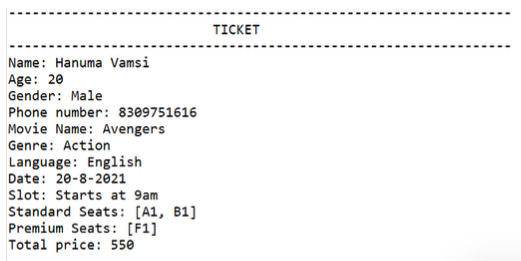 ------------------------------------------------------------------
TICKET
------------------------------------------------------------------
Name: Hanuma Vamsi
Age: 20
Gender: Male
Phone number: 8309751616
Movie Name: Avengers
Genre: Action
Language: English
Date: 20-8-2021
Slot: Starts at 9am
Standard Seats: [A1, B1]
Premium Seats: [F1]
Total price: 550